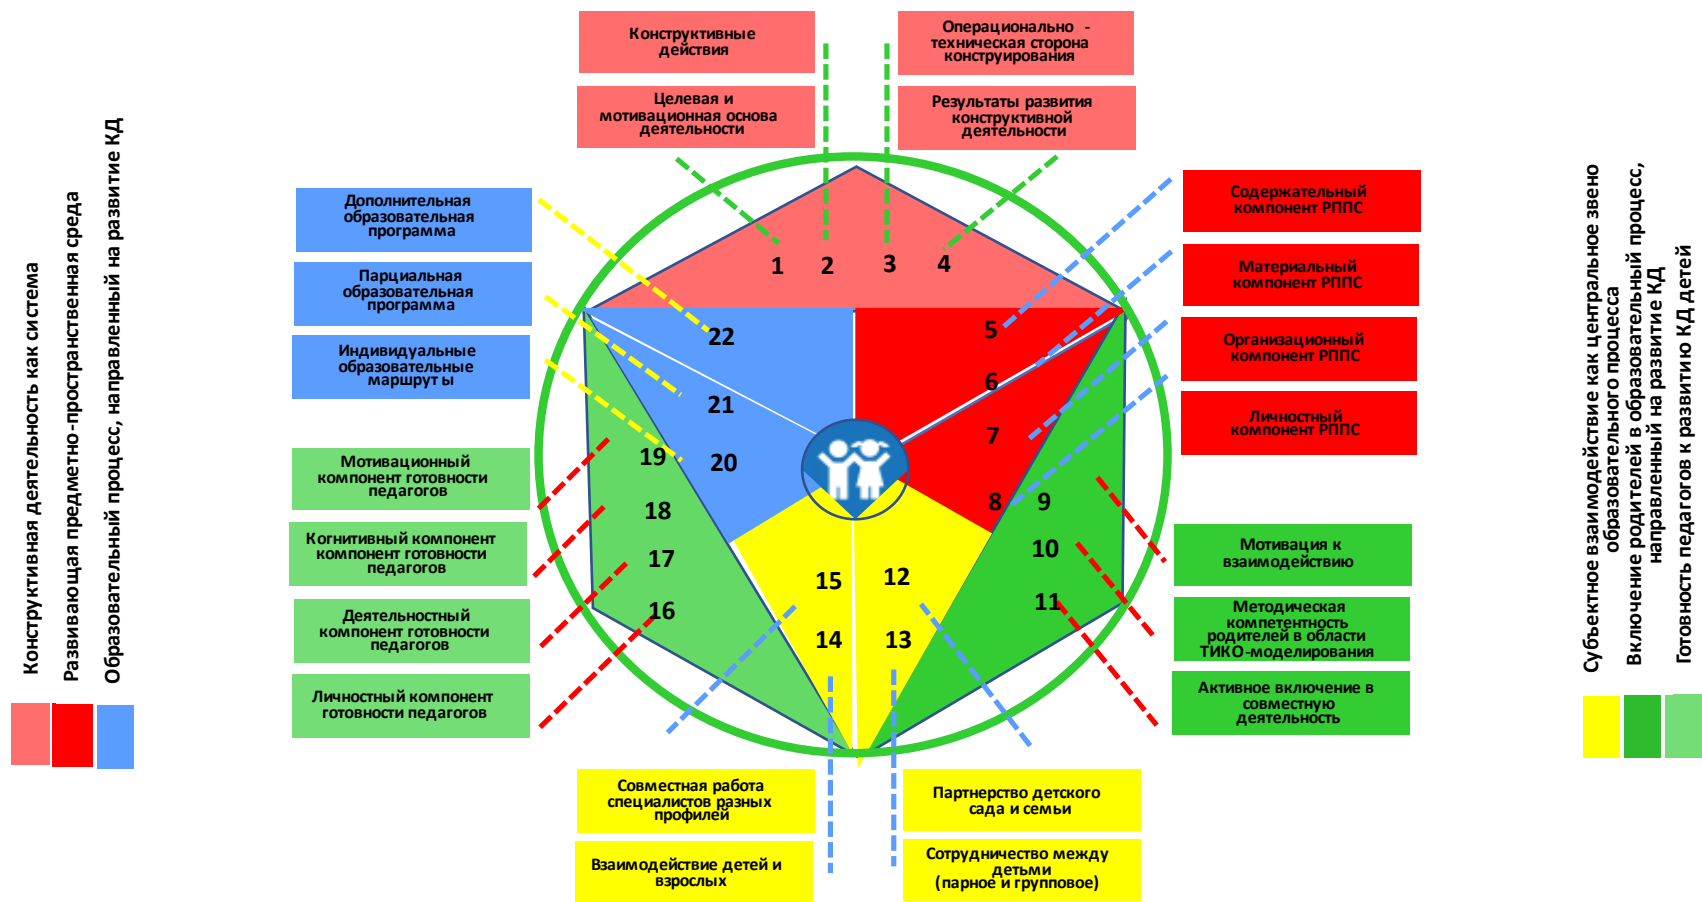 Конструктивные
действия
Операционально -
техническая сторона
конструирования
Целевая и
мотивационная основа
деятельности
Результаты развития
конструктивной
деятельности
Дополнительная
образовательная
программа
Парциальная
образовательная
программа
Индивидуальные
образовательные
маршрут ы
Мотивационный
компонент готовности
педагогов
Когнитивный компонент
компонент готовности
педагогов
Деятельностный
компонент готовности
педагогов
Личностный компонент
готовности педагогов
Содержательный
компонент РППС
Материальный
компонент РППС
Организационный
компонент РППС
Личностный
компонент РППС
Мотивация к
взаимодействию
Методическая
компетентность
родителей в области
ТИКО-моделирования
Активное включение в
совместную
деятельность
Совместная работа
специалистов разных
профилей
Взаимодействие детей и
взрослых
Партнерство детского
сада и семьи
Сотрудничество между
детьми
(парное и групповое)
1
2
3
4
5
6
7
8
9
10
11
12
13
14
15
16
17
18
19
20
21
22
Конструктивная деятельность как система
Развивающая предметно-пространственная среда
Образовательный процесс, направленный на развитие КД
Субъектное взаимодействие как центральное звено
образовательного процесса
Включение родителей в образовательный процесс,
направленный на развитие КД
Готовность педагогов к развитию КД детей